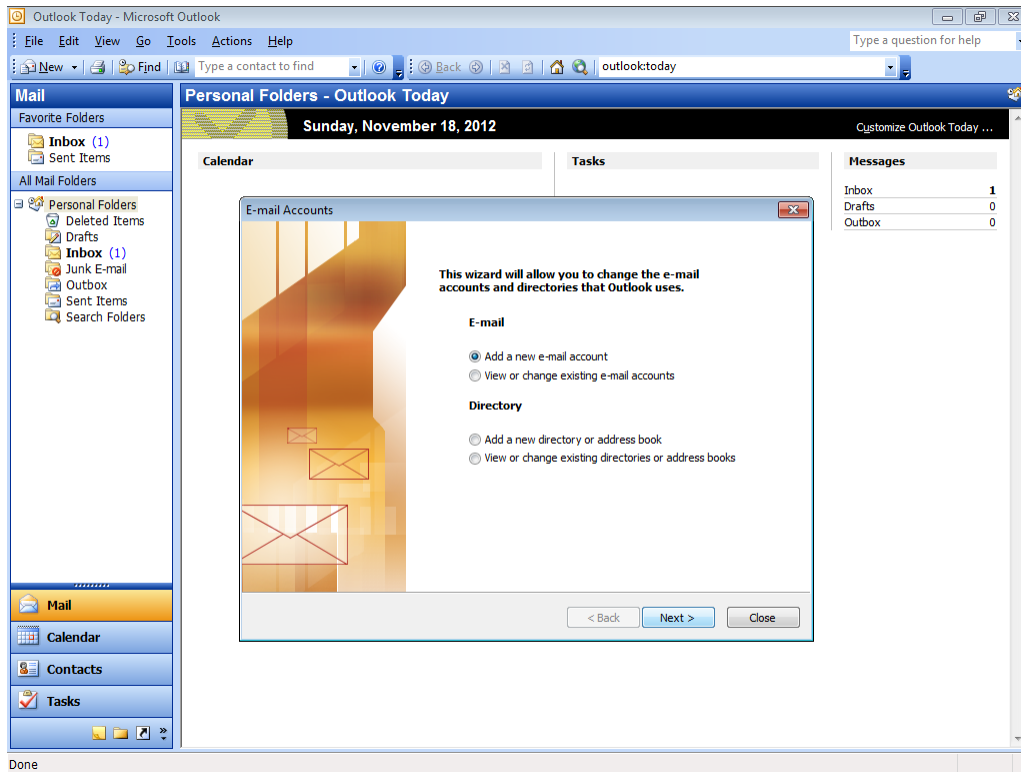 Outlook Today - Microsoft Outlook
File Edit View Go Tools Actions Help
Type a question for help
New Find Type a contact to find Back outlook:today
Mail
Personal Folders - Outlook Today
Favorite Folders
Inbox (1)
Sent Items
All Mail Folders
Personal Folders
Deleted Items
Drafts
Inbox (1)
Junk E-mail
Outbox
Sent Items
Search Folders
Sunday, November 18, 2012
Customize Outlook Today ...
Calendar
Tasks
Messages
Inbox 1
Drafts 0
Outbox 0
E-mail Accounts
This wizard will allow you to change the e-mail
accounts and directories that Outlook uses.
E-mail
Add a new e-mail account
View or change existing e-mail accounts
Directory
Add a new directory or address book
View or change existing directories or address books
< Back Next > Close
Mail
Calendar
Contacts
Tasks
Done